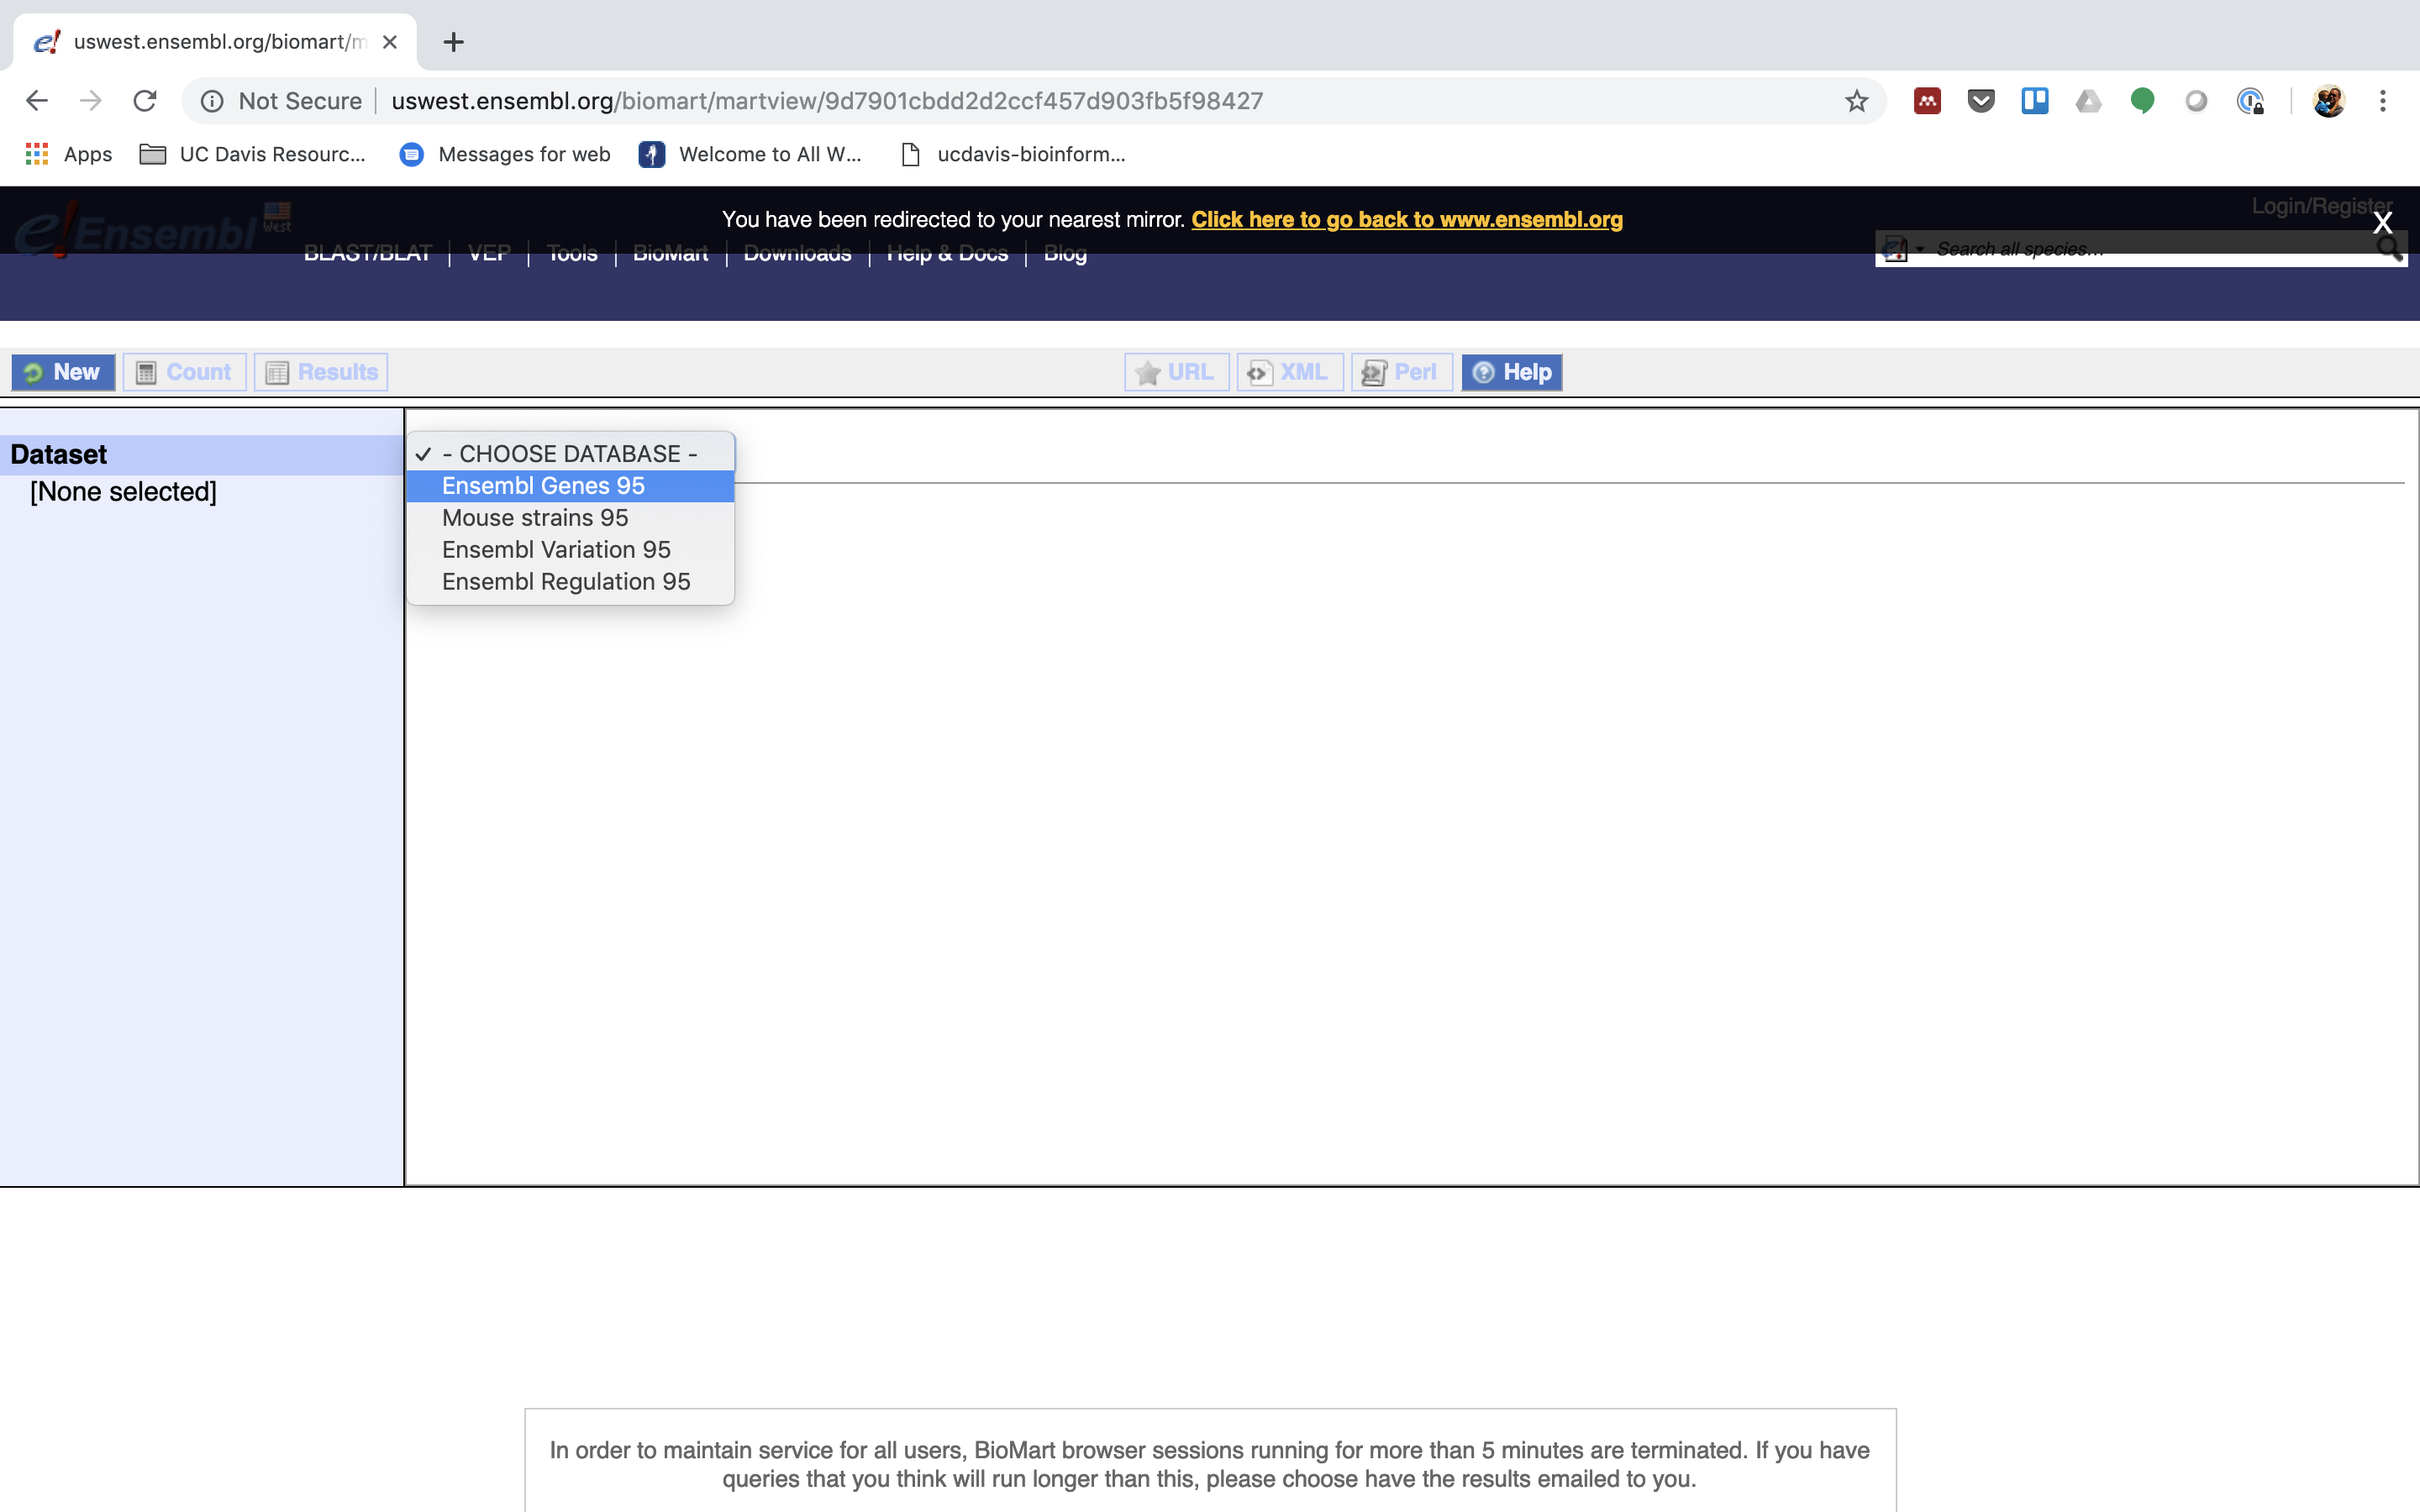 uswest.ensembl.org/biomart/m
Not Secure uswest.ensembl.org/biomart/martview/9d7901cbdd2d2ccf457d903fb5f98427
Apps UC Davis Resourc... Messages for web Welcome to All W... ucdavis-bioinform...
e!Ensembl West
You have been redirected to your nearest mirror. Click here to go back to www.ensembl.org
Login/Register
X
BLAST/BLAT VEP Tools BioMart Downloads Help & Docs Blog
Search all species...
New Count Results URL XML Perl Help
Dataset
[None selected]
✓ - CHOOSE DATABASE -
Ensembl Genes 95
Mouse strains 95
Ensembl Variation 95
Ensembl Regulation 95
In order to maintain service for all users, BioMart browser sessions running for more than 5 minutes are terminated. If you have
queries that you think will run longer than this, please choose have the results emailed to you.